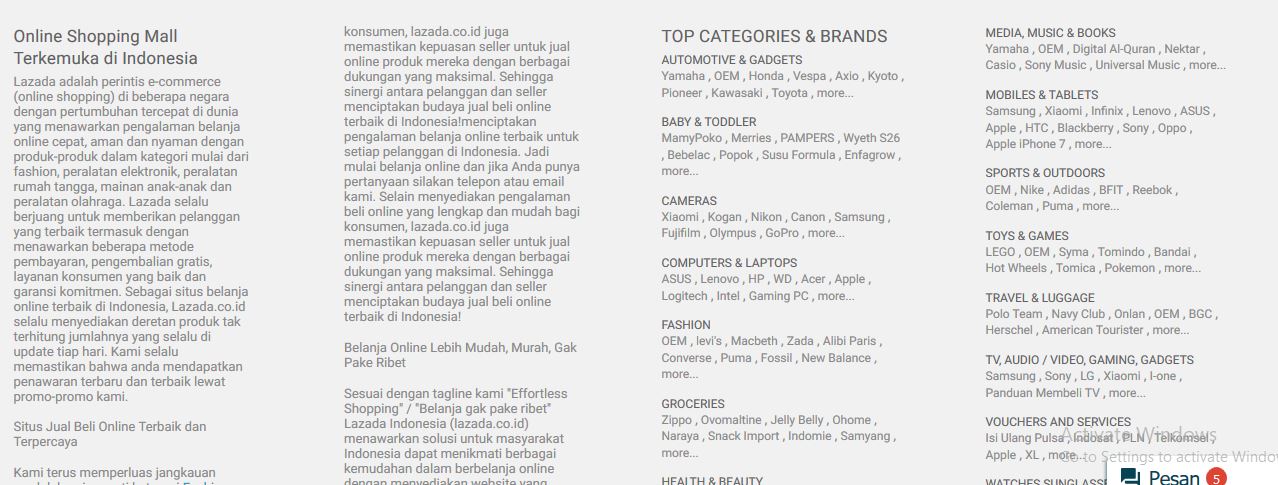 Online Shopping Mall
Terkemuka di Indonesia
Lazada adalah perintis e-commerce
(online shopping) di beberapa negara
dengan pertumbuhan tercepat di dunia
yang menawarkan pengalaman belanja
online cepat, aman dan nyaman dengan
produk-produk dalam kategori mulai dari
fashion, peralatan elektronik, peralatan
rumah tangga, mainan anak-anak dan
peralatan olahraga. Lazada selalu
berjuang untuk memberikan pelanggan
yang terbaik termasuk dengan
menawarkan beberapa metode
pembayaran, pengembalian gratis,
layanan konsumen yang baik dan
garansi komitmen. Sebagai situs belanja
online terbaik di Indonesia, Lazada.co.id
selalu menyediakan deretan produk tak
terhitung jumlahnya yang selalu di
update tiap hari. Kami selalu
memastikan bahwa anda mendapatkan
penawaran terbaru dan terbaik lewat
promo-promo kami.
Situs Jual Beli Online Terbaik dan
Terpercaya
Kami terus memperluas jangkauan
konsumen, lazada.co.id juga
memastikan kepuasan seller untuk jual
online produk mereka dengan berbagai
dukungan yang maksimal. Sehingga
sinergi antara pelanggan dan seller
menciptakan budaya jual beli online
terbaik di Indonesia!menciptakan
pengalaman belanja online terbaik untuk
setiap pelanggan di Indonesia. Jadi
mulai belanja online dan jika Anda punya
pertanyaan silakan telepon atau email
kami. Selain menyediakan pengalaman
beli online yang lengkap dan mudah bagi
konsumen, lazada.co.id juga
memastikan kepuasan seller untuk jual
online produk mereka dengan berbagai
dukungan yang maksimal. Sehingga
sinergi antara pelanggan dan seller
menciptakan budaya jual beli online
terbaik di Indonesia!
Belanja Online Lebih Mudah, Murah, Gak
Pake Ribet
Sesuai dengan tagline kami "Effortless
Shopping" / "Belanja gak pake ribet"
Lazada Indonesia (lazada.co.id)
menawarkan solusi untuk masyarakat
Indonesia dapat menikmati berbagai
kemudahan dalam berbelanja online
dengan menyediakan website yang
TOP CATEGORIES & BRANDS
AUTOMOTIVE & GADGETS
Yamaha , OEM , Honda , Vespa , Axio , Kyoto ,
Pioneer , Kawasaki , Toyota , more...
BABY & TODDLER
MamyPoko , Merries , PAMPERS , Wyeth S26
, Bebelac , Popok , Susu Formula , Enfagrow ,
more...
CAMERAS
Xiaomi , Kogan , Nikon , Canon , Samsung ,
Fujifilm , Olympus , GoPro , more...
COMPUTERS & LAPTOPS
ASUS , Lenovo , HP , WD , Acer , Apple ,
Logitech , Intel , Gaming PC , more...
FASHION
OEM , levi's , Macbeth , Zada , Alibi Paris ,
Converse , Puma , Fossil , New Balance ,
more...
GROCERIES
Zippo , Ovomaltine , Jelly Belly , Ohome ,
Naraya , Snack Import , Indomie , Samyang ,
more...
HEALTH & BEAUTY
MEDIA, MUSIC & BOOKS
Yamaha , OEM , Digital Al-Quran , Nektar ,
Casio , Sony Music , Universal Music , more...
MOBILES & TABLETS
Samsung , Xiaomi , Infinix , Lenovo , ASUS ,
Apple , HTC , Blackberry , Sony , Oppo ,
Apple iPhone 7 , more...
SPORTS & OUTDOORS
OEM , Nike , Adidas , BFIT , Reebok ,
Coleman , Puma , more...
TOYS & GAMES
LEGO , OEM , Syma , Tomindo , Bandai ,
Hot Wheels , Tomica , Pokemon , more...
TRAVEL & LUGGAGE
Polo Team , Navy Club , Onlan , OEM , BGC ,
Herschel , American Tourister , more...
TV, AUDIO / VIDEO, GAMING, GADGETS
Samsung , Sony , LG , Xiaomi , I-one ,
Panduan Membeli TV , more...
VOUCHERS AND SERVICES
Isi Ulang Pulsa , Indosat , PLN , Telkomsel ,
Apple , XL , more...
Activate Windows
Go to Settings to activate Windo
WATCHES SUNGLASS
Pesan 5